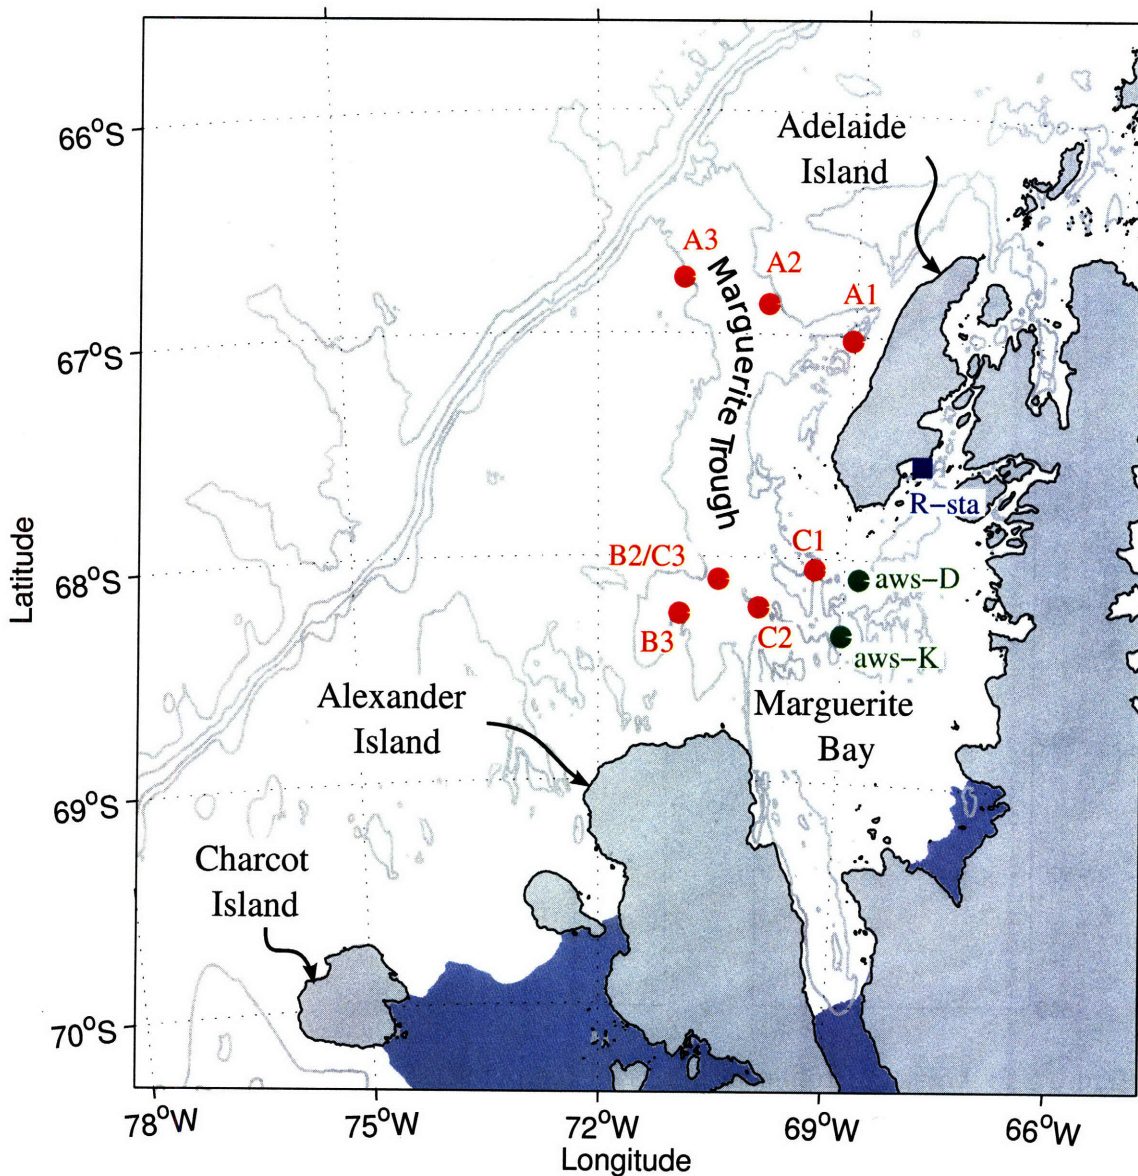 66°S
67°S
68°S
69°S
70°S
Latitude
78°W
75°W
72°W
69°W
66°W
Longitude
Adelaide
Island
A3
A2
A1
Marguerite Trough
R−sta
B2/C3
C1
aws−D
B3
C2
aws−K
Alexander
Island
Marguerite
Bay
Charcot
Island